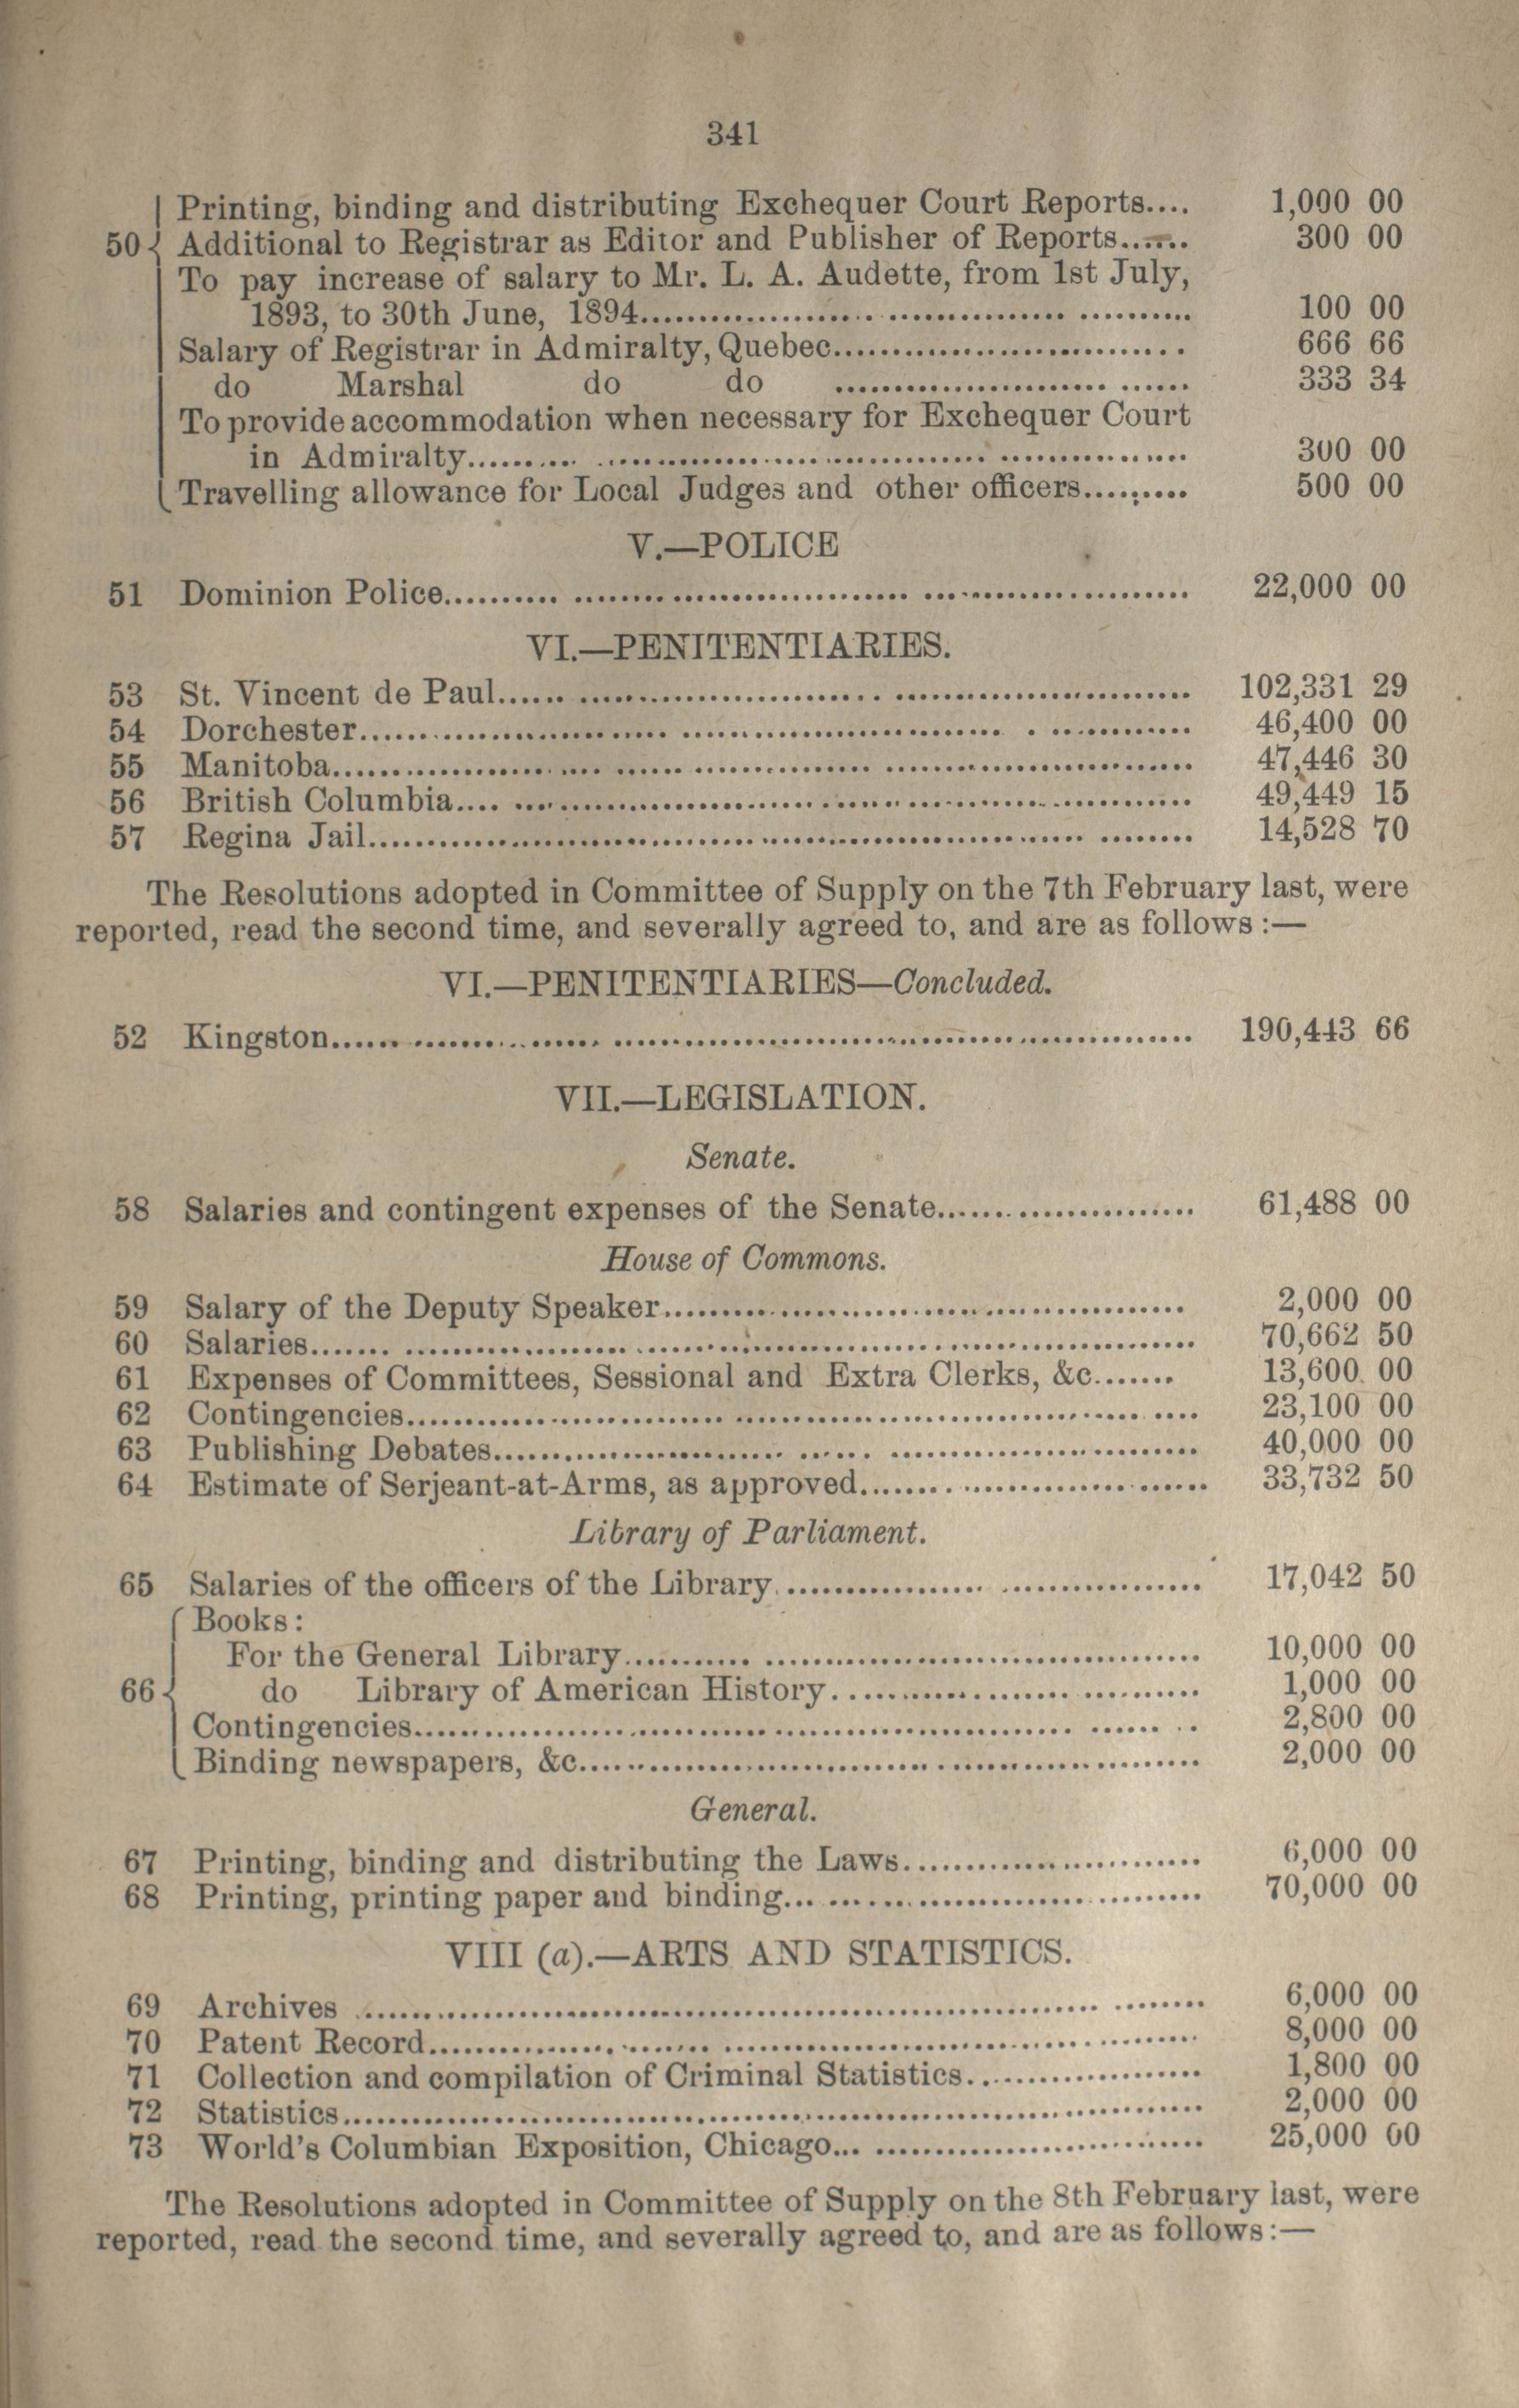 341
Printing, binding and distributing Exchequer Court Reports.... 1,000 00
50 { Additional to Registrar as Editor and Publisher of Reports....... 300 00
To pay increase of salary to Mr. L. A. Audette, from 1st July,
1893, to 30th June, 1894.................................................... 100 00
Salary of Registrar in Admiralty, Quebec.............................. 666 66
do Marshal do do ............................. 333 34
To provide accommodation when necessary for Exchequer Court
in Admiralty............................................................... 300 00
Travelling allowance for Local Judges and other officers.......... 500 00
V.—POLICE
51 Dominion Police............................................................... 22,000 00
VI.—PENITENTIARIES.
53 St. Vincent de Paul........................................................... 102,331 29
54 Dorchester..................................................................... 46,400 00
55 Manitoba........................................................................ 47,446 30
56 British Columbia.............................................................. 49,449 15
57 Regina Jail...................................................................... 14,528 70
The Resolutions adopted in Committee of Supply on the 7th February last, were
reported, read the second time, and severally agreed to, and are as follows:—
VI.—PENITENTIARIES—Concluded.
52 Kingston........................................................................ 190,443 66
VII.—LEGISLATION.
Senate.
58 Salaries and contingent expenses of the Senate...................... 61,488 00
House of Commons.
59 Salary of the Deputy Speaker............................................. 2,000 00
60 Salaries.......................................................................... 70,662 50
61 Expenses of Committees, Sessional and Extra Clerks, &c....... 13,600 00
62 Contingencies.................................................................. 23,100 00
63 Publishing Debates........................................................... 40,000 00
64 Estimate of Serjeant-at-Arms, as approved............................. 33,732 50
Library of Parliament.
65 Salaries of the officers of the Library.................................... 17,042 50
Books:
For the General Library................................................ 10,000 00
66 { do Library of American History............................... 1,000 00
Contingencies.................................................................. 2,800 00
Binding newspapers, &c..................................................... 2,000 00
General.
67 Printing, binding and distributing the Laws......................... 6,000 00
68 Printing, printing paper and binding.................................... 70,000 00
VIII (a).—ARTS AND STATISTICS.
69 Archives ........................................................................ 6,000 00
70 Patent Record.................................................................. 8,000 00
71 Collection and compilation of Criminal Statistics.................... 1,800 00
72 Statistics......................................................................... 2,000 00
73 World's Columbian Exposition, Chicago............................... 25,000 00
The Resolutions adopted in Committee of Supply on the 8th February last, were
reported, read the second time, and severally agreed to, and are as follows:—